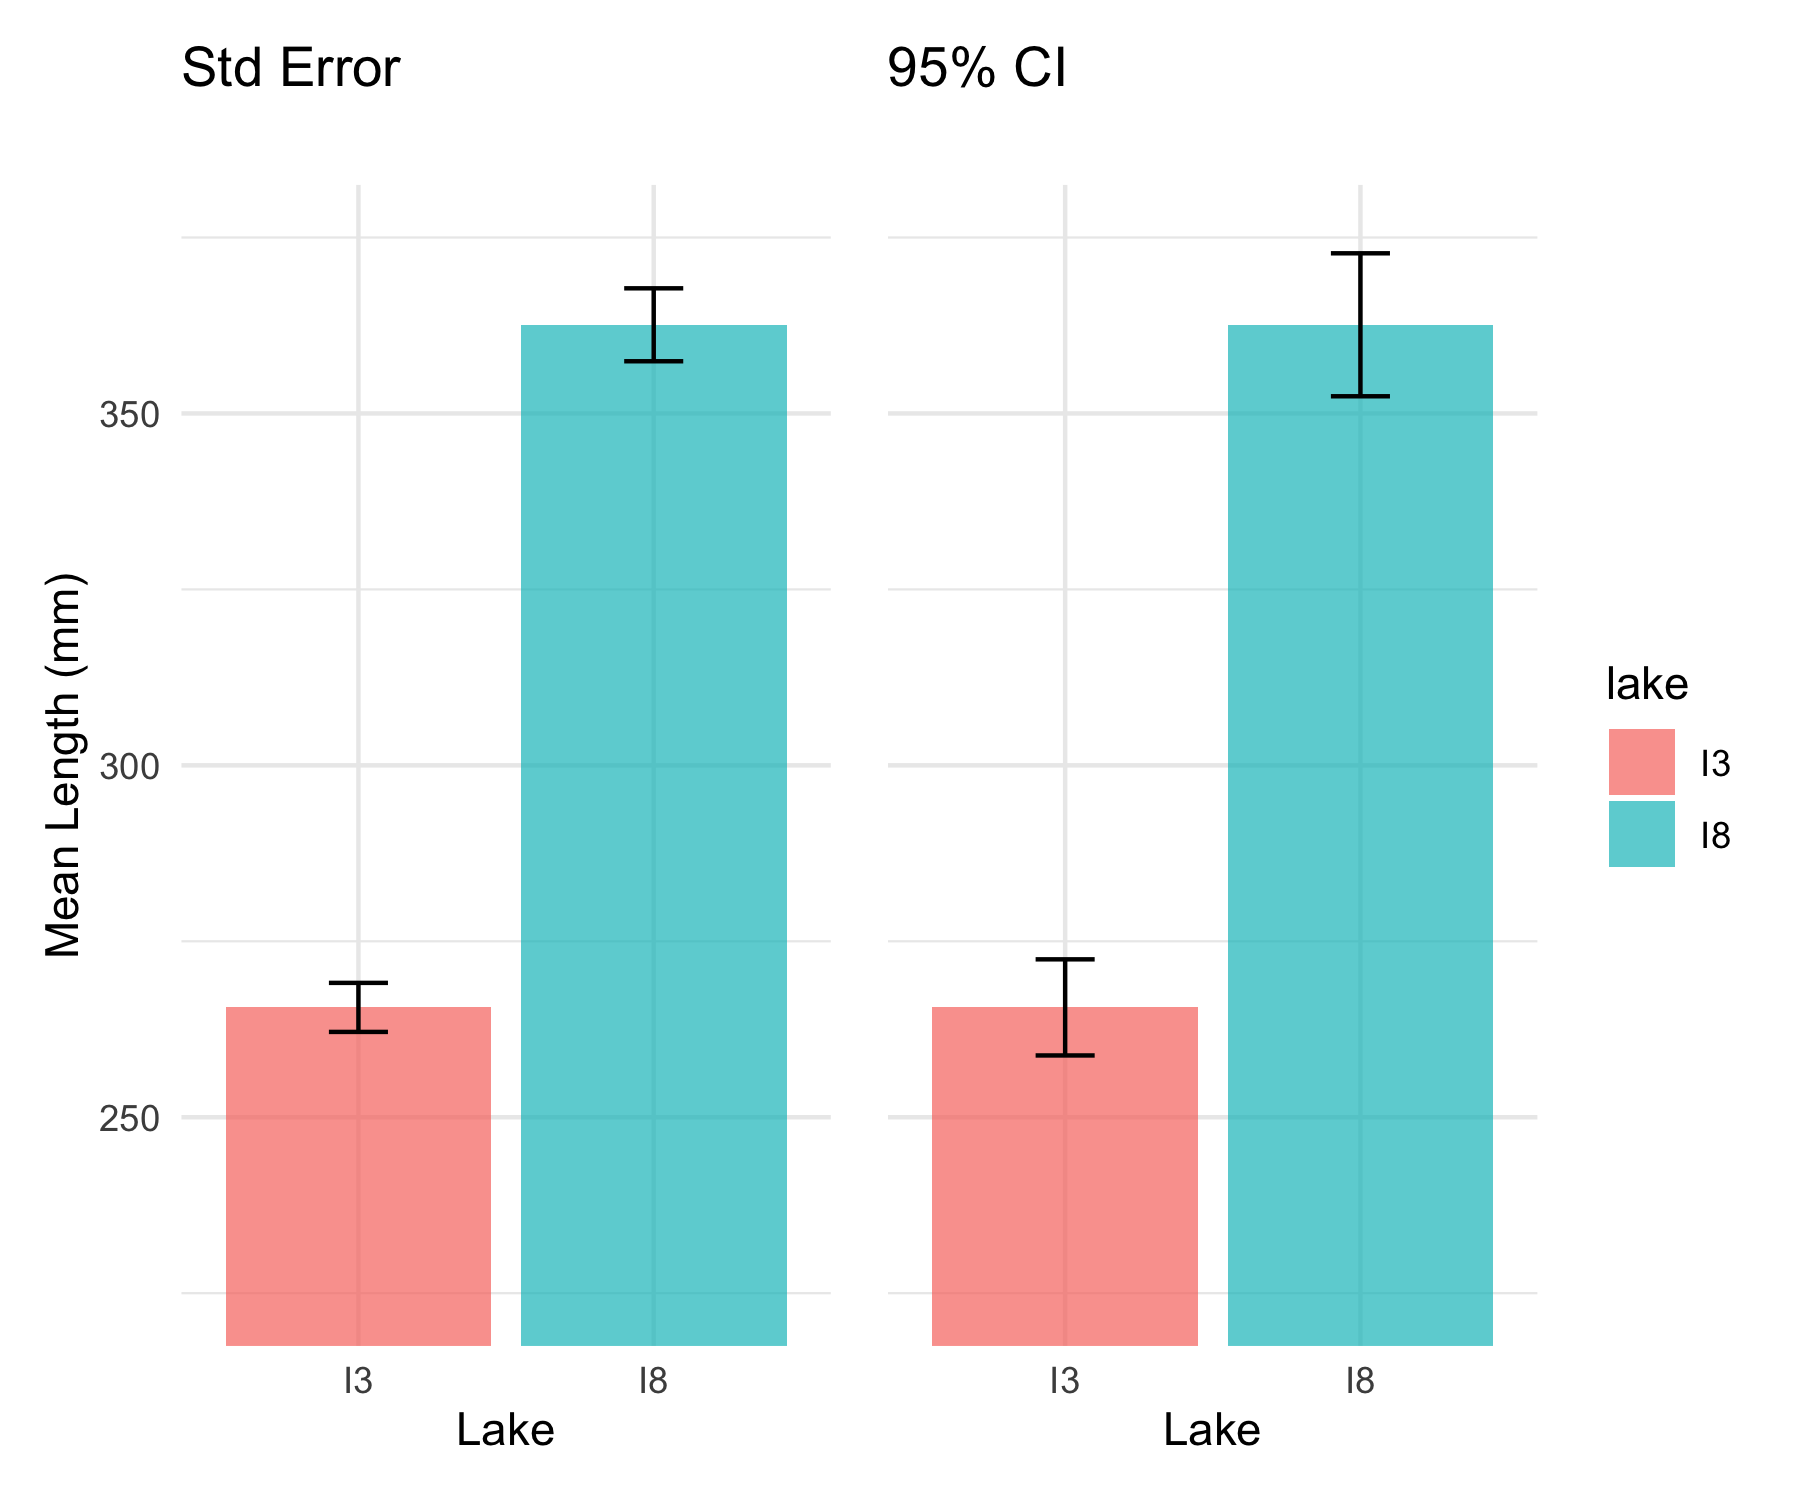 Std Error
95% CI
Mean Length (mm)
350
300
250
I3
I8
I3
I8
Lake
Lake
lake
I3
I8